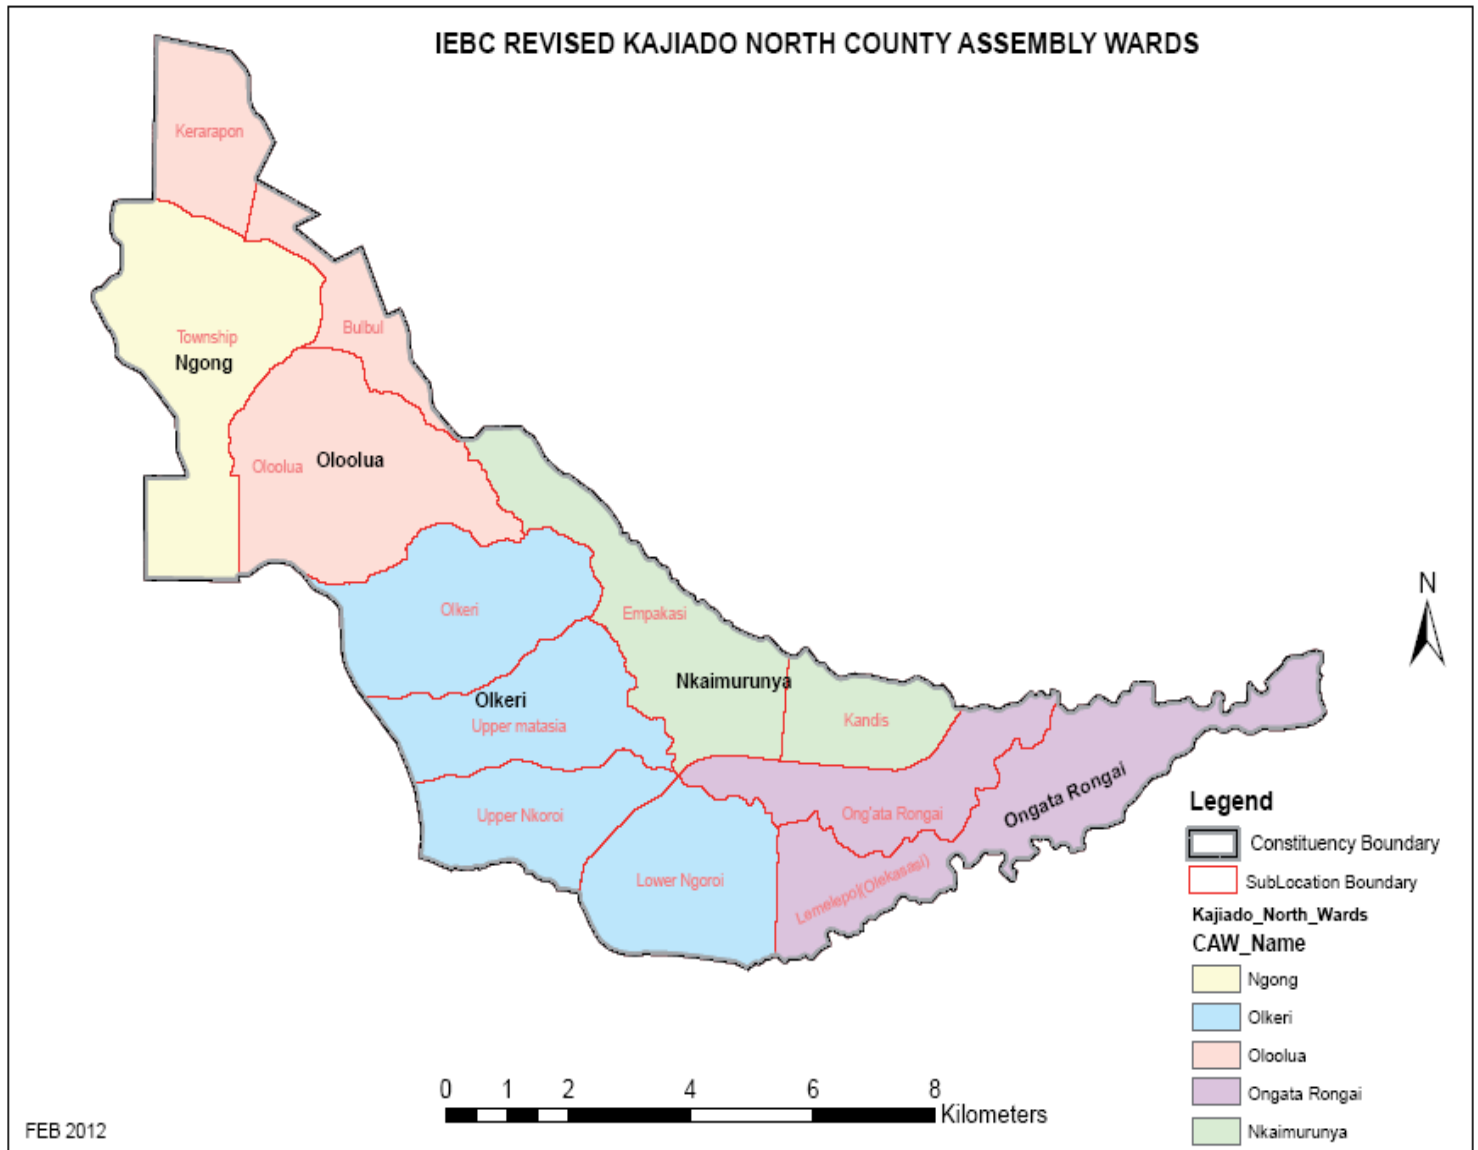 IEBC REVISED KAJIADO NORTH COUNTY ASSEMBLY WARDS
Kerarapon
Township
Ngong
Bulbul
Oloolua
Oloolua
Olkeri
Empakasi
Nkaimurunya
Olkeri
Upper matasia
Kandis
Upper Nkoroi
Ong'ata Rongai
Ongata Rongai
Lower Ngoroi
Lemelepol(Olekasasi)
N
Legend
Constituency Boundary
SubLocation Boundary
Kajiado_North_Wards
CAW_Name
Ngong
Olkeri
Oloolua
Ongata Rongai
Nkaimurunya
0 1 2 4 6 8
Kilometers
FEB 2012